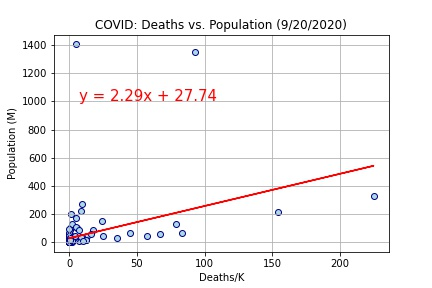 COVID: Deaths vs. Population (9/20/2020)
1400
1200
1000
800
600
400
200
0
Population (M)
y = 2.29x + 27.74
0 50 100 150 200
Deaths/K